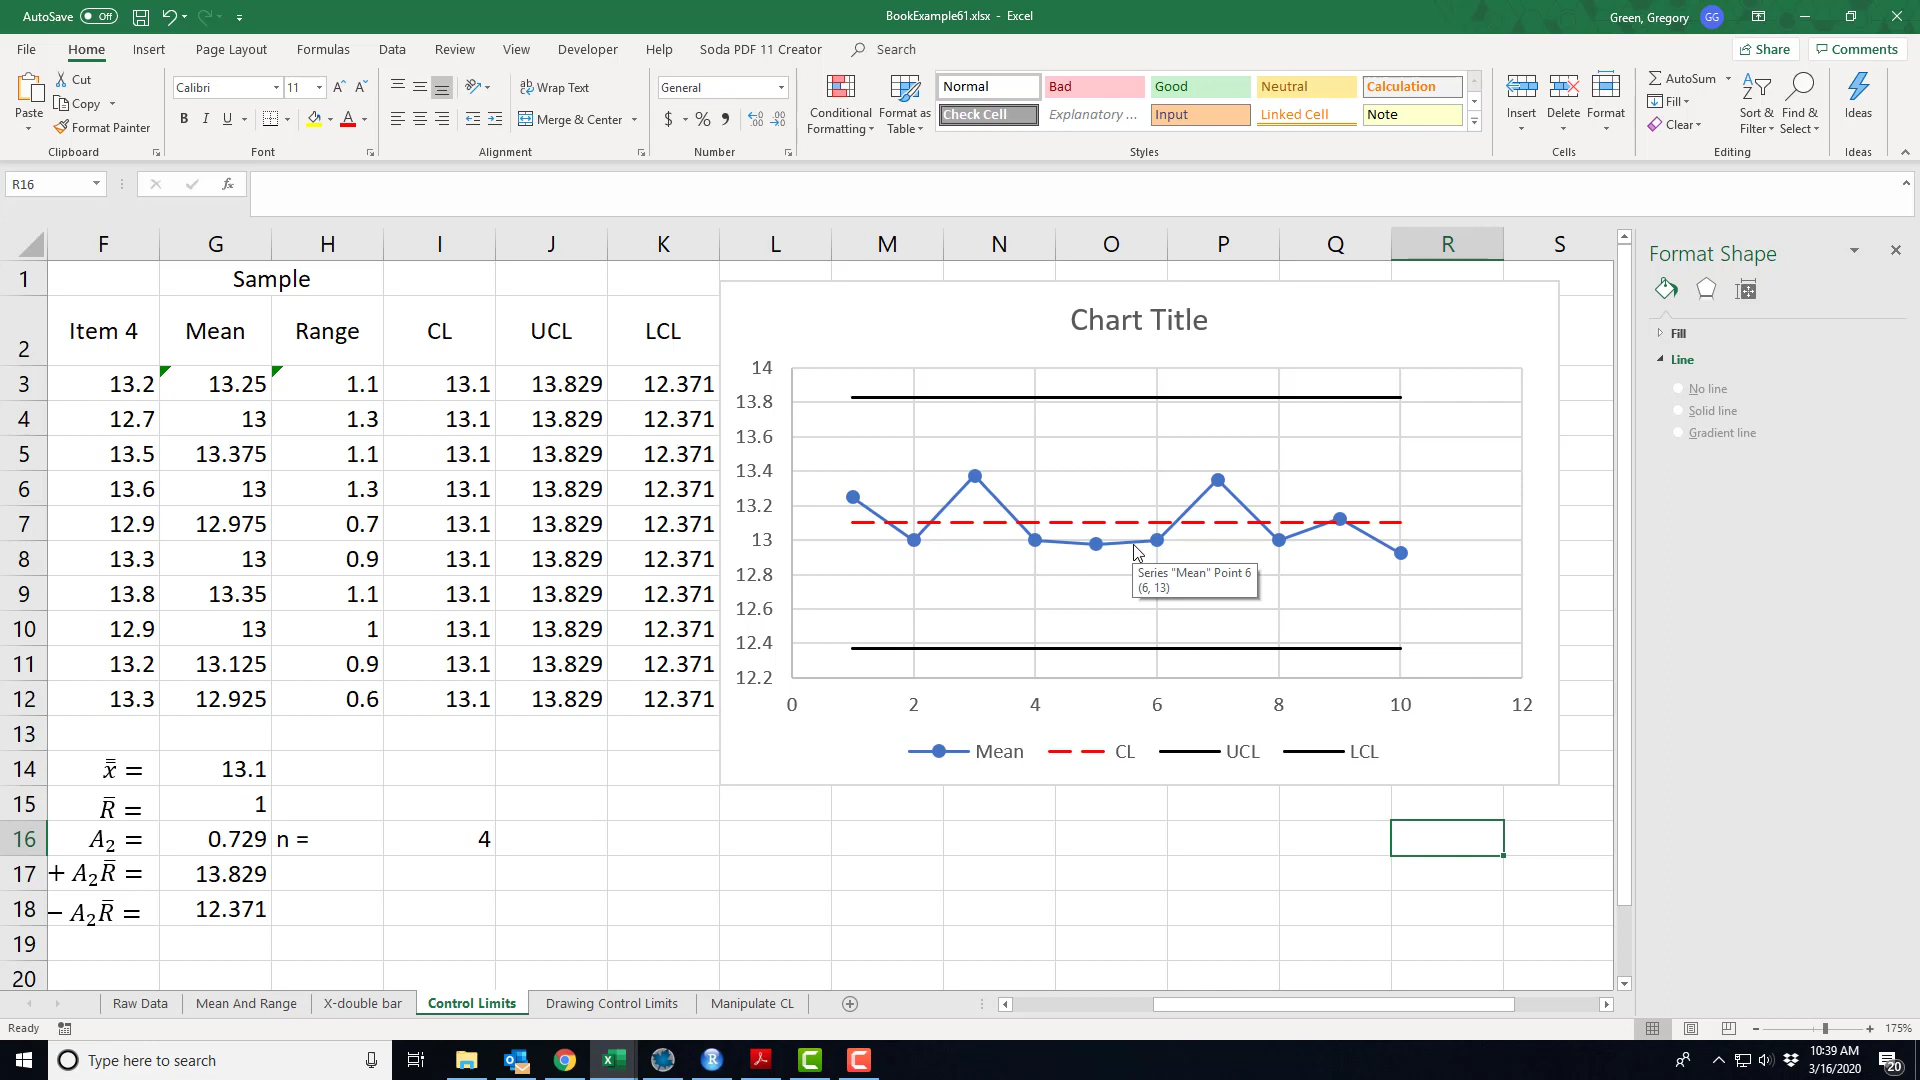 AutoSave Off BookExample61.xlsx - Excel Green, Gregory GG
File Home Insert Page Layout Formulas Data Review View Developer Help Soda PDF 11 Creator Search Share Comments
Paste Cut Copy Format Painter
Calibri 11 B I U A
Wrap Text Merge & Center
General $ % 9
Conditional Formatting Format as Table
Normal Bad Good Neutral Calculation
Check Cell Explanatory ... Input Linked Cell Note
Insert Delete Format
AutoSum Fill Clear Sort & Filter Find & Select Ideas
Clipboard Font Alignment Number Styles Cells Editing Ideas
R16 fx
F G H I J K L M N O P Q R S
1 Sample
2 Item 4 Mean Range CL UCL LCL
3 13.2 13.25 1.1 13.1 13.829 12.371
4 12.7 13 1.3 13.1 13.829 12.371
5 13.5 13.375 1.1 13.1 13.829 12.371
6 13.6 13 1.3 13.1 13.829 12.371
7 12.9 12.975 0.7 13.1 13.829 12.371
8 13.3 13 0.9 13.1 13.829 12.371
9 13.8 13.35 1.1 13.1 13.829 12.371
10 12.9 13 1 13.1 13.829 12.371
11 13.2 13.125 0.9 13.1 13.829 12.371
12 13.3 12.925 0.6 13.1 13.829 12.371
13
14 x̿ = 13.1
15 R̄ = 1
16 A₂ = 0.729 n = 4
17 + A₂R̄ = 13.829
18 − A₂R̄ = 12.371
19
20
Chart Title
14
13.8
13.6
13.4
13.2
13
12.8
12.6
12.4
12.2
0 2 4 6 8 10 12
Series "Mean" Point 6
(6, 13)
Mean CL UCL LCL
Format Shape
Fill
Line
No line
Solid line
Gradient line
Raw Data Mean And Range X-double bar Control Limits Drawing Control Limits Manipulate CL
Ready 175%
Type here to search
10:39 AM
3/16/2020
20